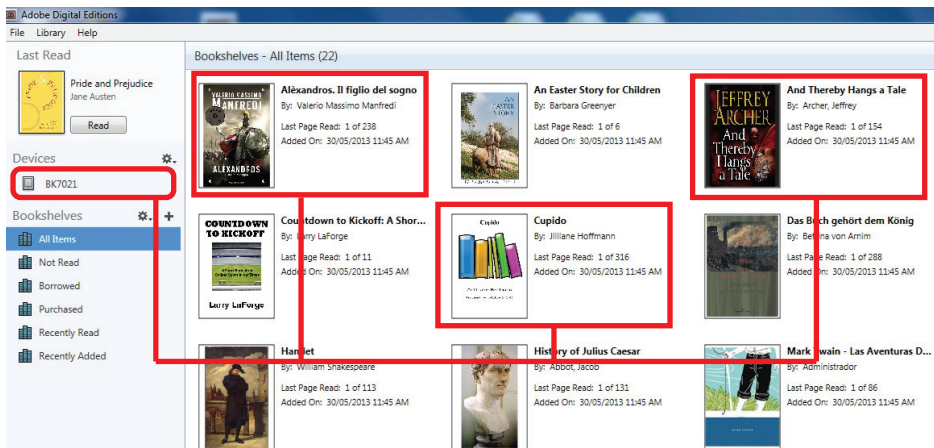 Adobe Digital Editions
File Library Help
Last Read
Pride and Prejudice
Jane Austen
Read
Devices
BK7021
Bookshelves
All Items
Not Read
Borrowed
Purchased
Recently Read
Recently Added
Bookshelves - All Items (22)
VALERIO MASSIMO
MANFREDI
ALÉXANDROS
Aléxandros. Il figlio del sogno
By: Valerio Massimo Manfredi
Last Page Read: 1 of 238
Added On: 30/05/2013 11:45 AM
AN
EASTER
STORY
An Easter Story for Children
By: Barbara Greenyer
Last Page Read: 1 of 6
Added On: 30/05/2013 11:45 AM
JEFFREY
ARCHER
And
Thereby
Hangs
a Tale
And Thereby Hangs a Tale
By: Archer, Jeffrey
Last Page Read: 1 of 154
Added On: 30/05/2013 11:45 AM
COUNTDOWN
TO KICKOFF
Larry LaForge
Countdown to Kickoff: A Shor...
By: Larry LaForge
Last Page Read: 1 of 11
Added On: 30/05/2013 11:45 AM
Cupido
Cupido
By: Jilliane Hoffmann
Last Page Read: 1 of 316
Added On: 30/05/2013 11:45 AM
Das Buch gehört dem König
By: Bettina von Arnim
Last Page Read: 1 of 288
Added On: 30/05/2013 11:45 AM
Hamlet
By: William Shakespeare
Last Page Read: 1 of 113
Added On: 30/05/2013 11:45 AM
History of Julius Caesar
By: Abbot, Jacob
Last Page Read: 1 of 131
Added On: 30/05/2013 11:45 AM
Mark Twain - Las Aventuras D...
By: Administrador
Last Page Read: 1 of 86
Added On: 30/05/2013 11:45 AM